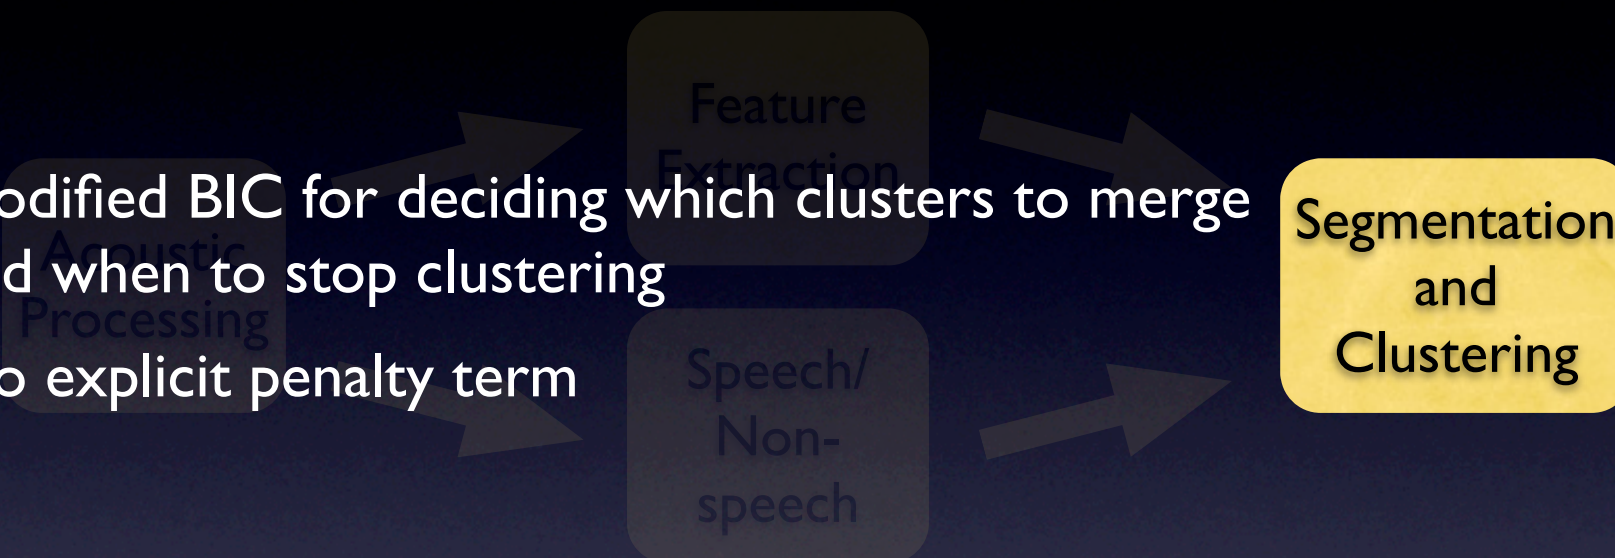 odified BIC for deciding which clusters to merge
d when to stop clustering
o explicit penalty term
Acoustic
Processing
Feature
Extraction
Speech/
Non-
speech
Segmentation
and
Clustering